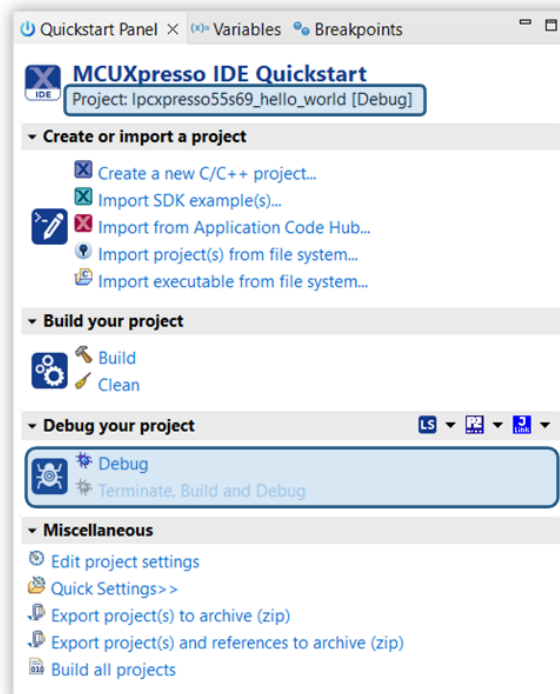 Quickstart Panel (x)= Variables Breakpoints
MCUXpresso IDE Quickstart
IDE
Project: lpcxpresso55s69_hello_world [Debug]
Create or import a project
Create a new C/C++ project...
Import SDK example(s)...
Import from Application Code Hub...
Import project(s) from file system...
Import executable from file system...
Build your project
Build
Clean
Debug your project LS
Debug
Terminate, Build and Debug
Miscellaneous
Edit project settings
Quick Settings>>
Export project(s) to archive (zip)
Export project(s) and references to archive (zip)
Build all projects